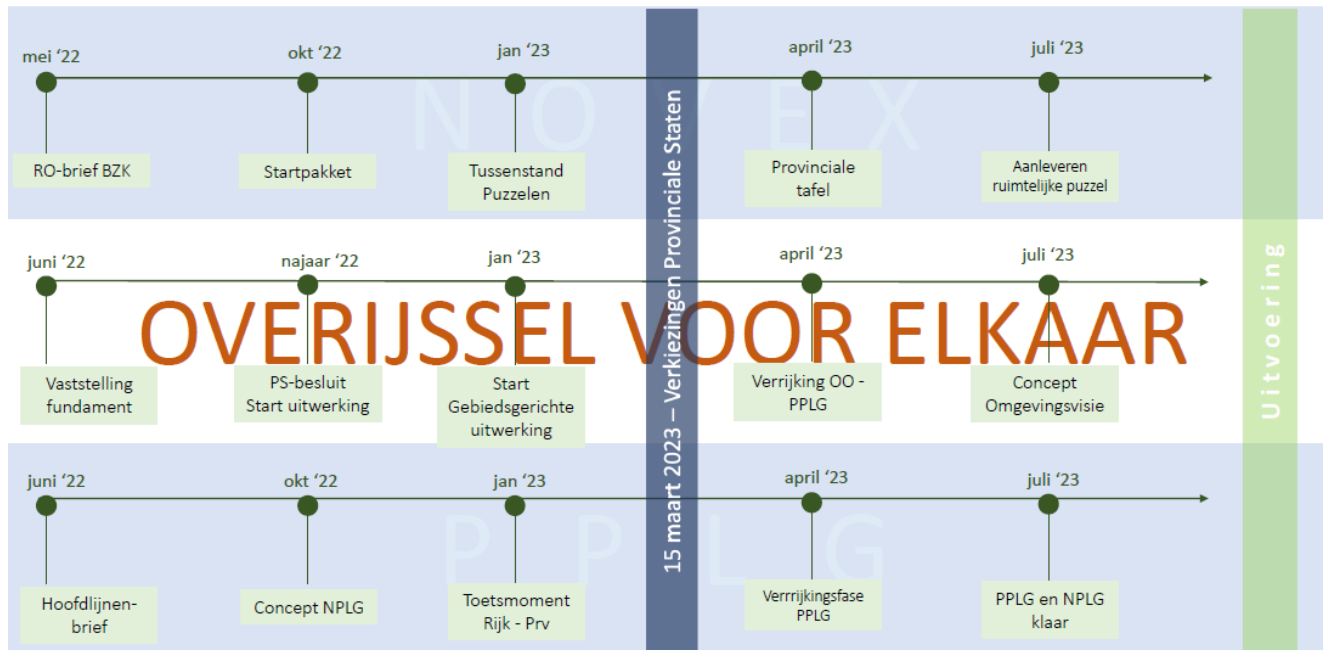 mei ‘22
okt ‘22
jan ‘23
april ‘23
juli ‘23
NOVEX
RO-brief BZK
Startpakket
Tussenstand
Puzzelen
Provinciale
tafel
Aanleveren
ruimtelijke puzzel
juni ‘22
najaar ‘22
jan ‘23
april ‘23
juli ‘23
OVERIJSSEL VOOR ELKAAR
Vaststelling
fundament
PS-besluit
Start uitwerking
Start
Gebiedsgerichte
uitwerking
Verrijking OO -
PPLG
Concept
Omgevingsvisie
juni ‘22
okt ‘22
jan ‘23
april ‘23
juli ‘23
PPLG
Hoofdlijnen-
brief
Concept NPLG
Toetsmoment
Rijk - Prv
Verrrijkingsfase
PPLG
PPLG en NPLG
klaar
15 maart 2023 – Verkiezingen Provinciale Staten
Uitvoering